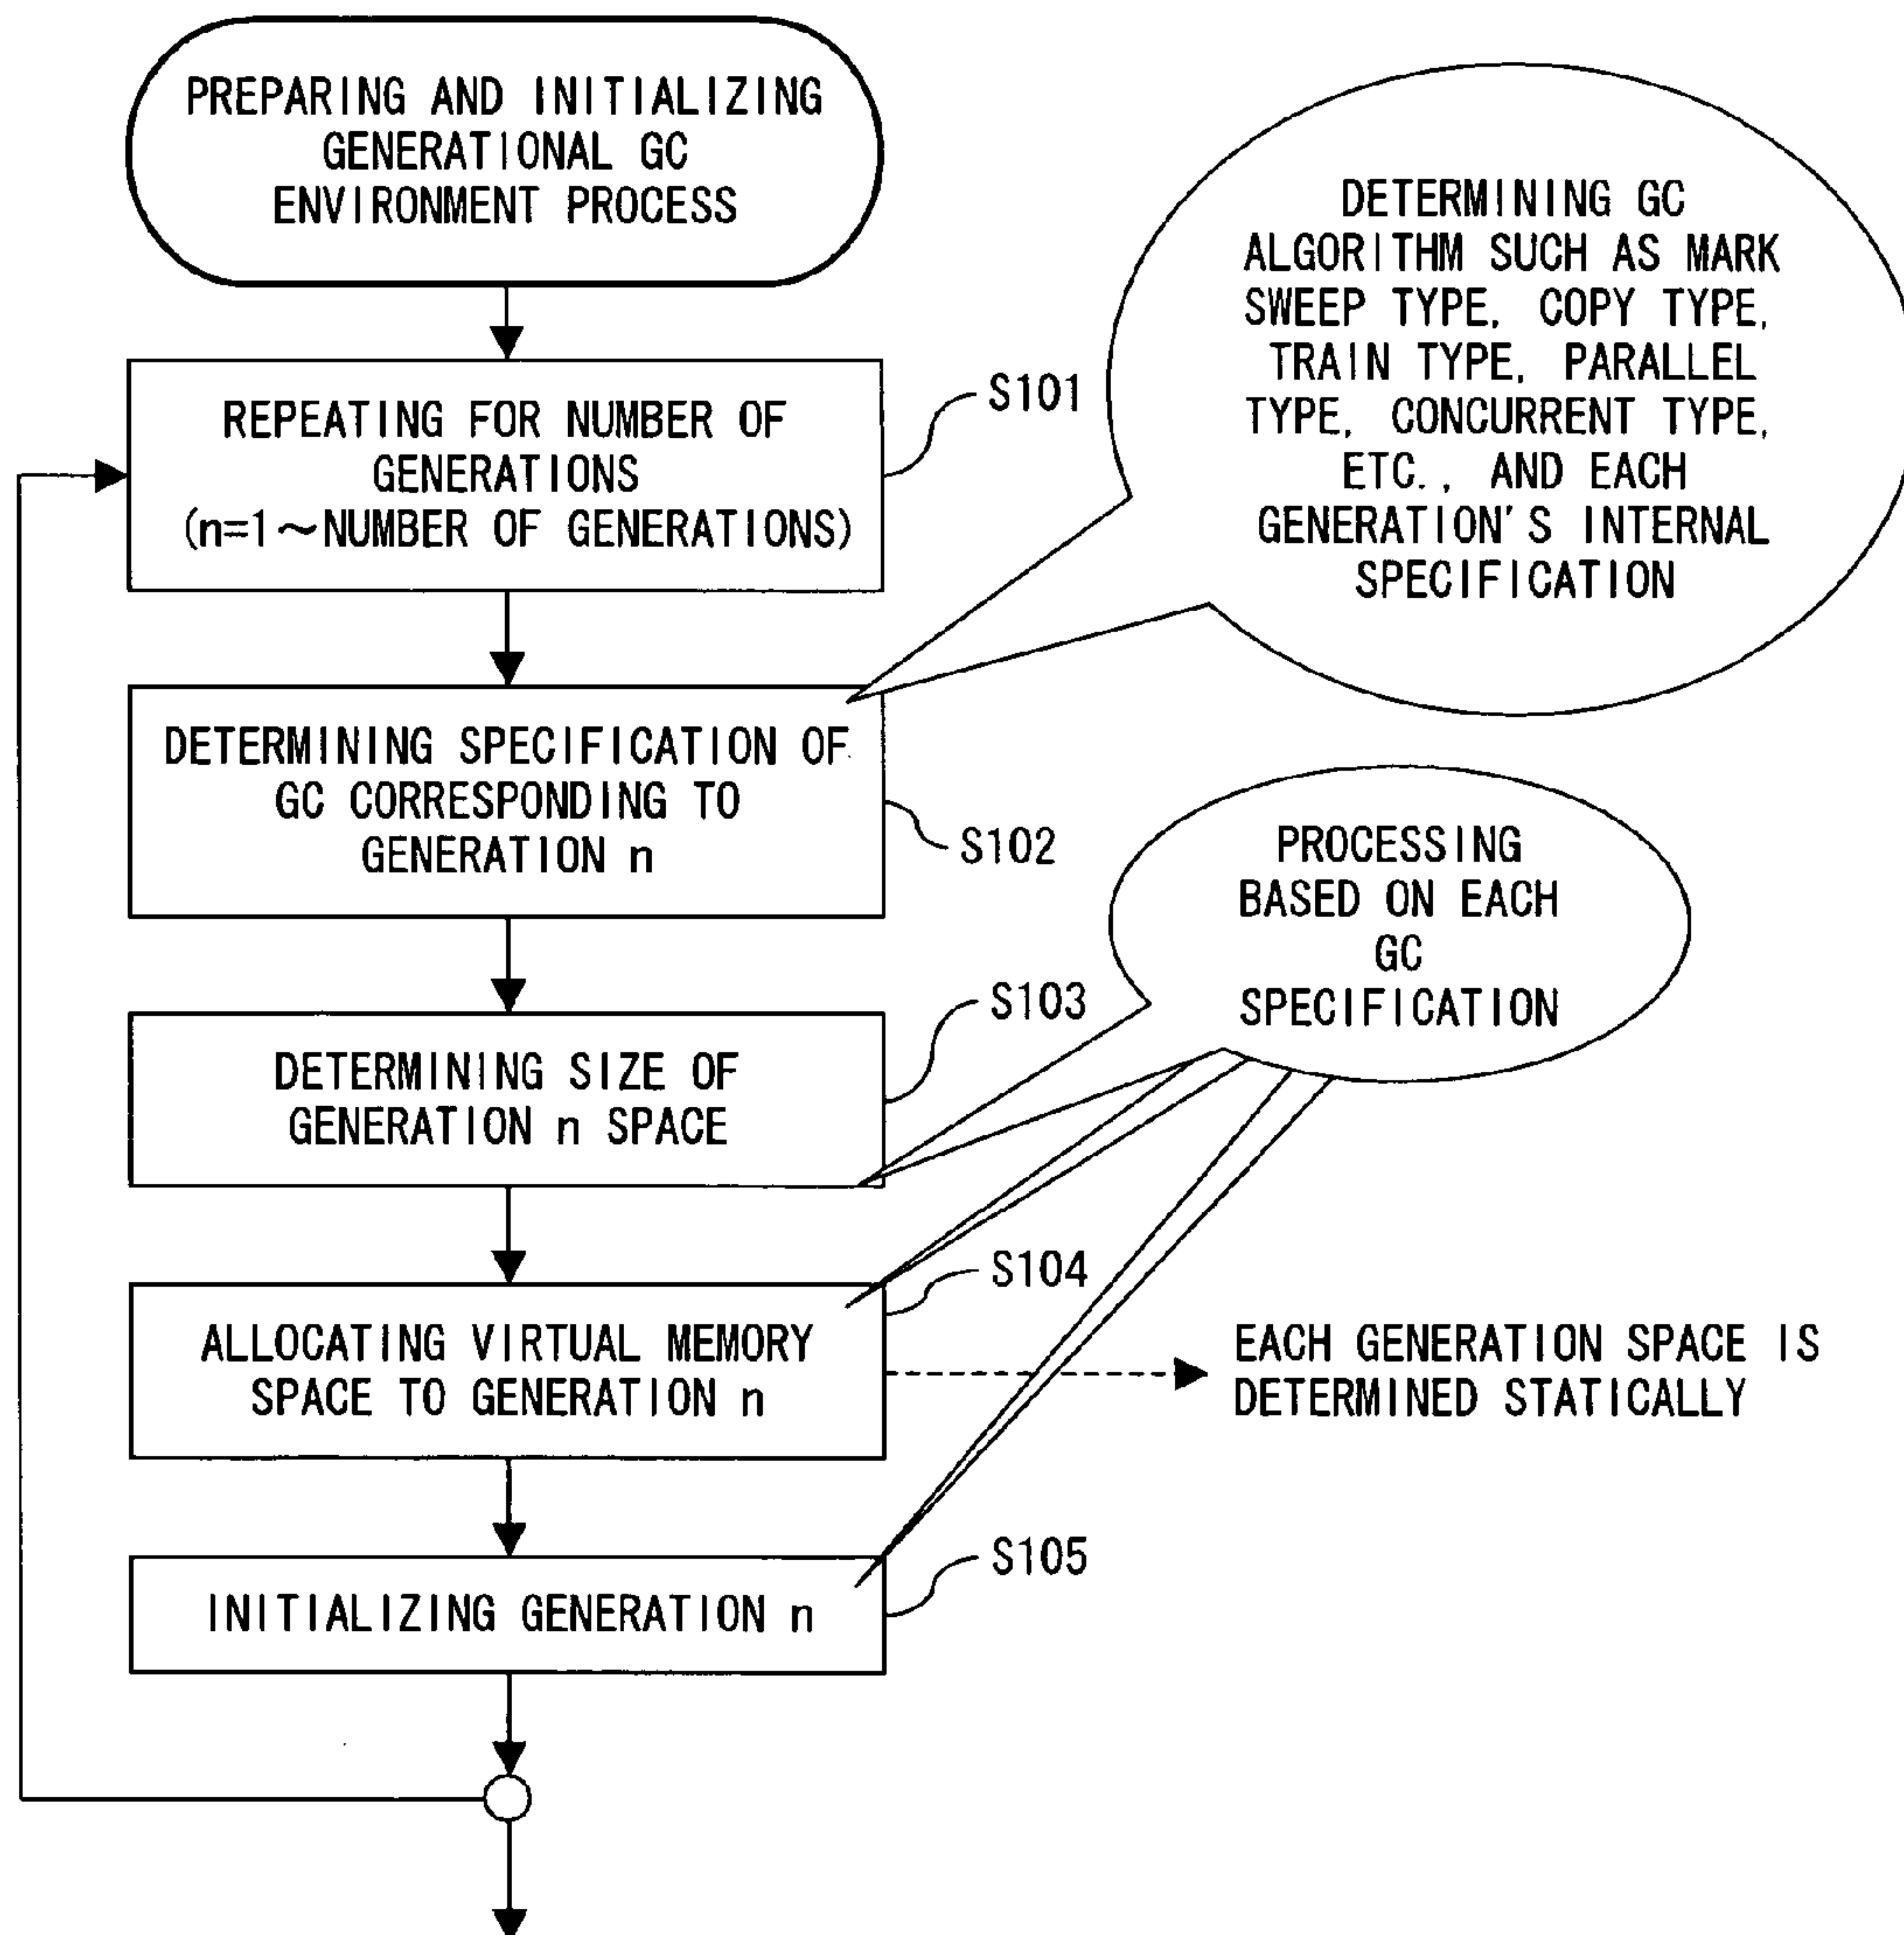 PREPARING AND INITIALIZING
GENERATIONAL GC
ENVIRONMENT PROCESS
REPEATING FOR NUMBER OF
GENERATIONS
(n=1～NUMBER OF GENERATIONS)
S101
DETERMINING GC
ALGORITHM SUCH AS MARK
SWEEP TYPE, COPY TYPE,
TRAIN TYPE, PARALLEL
TYPE, CONCURRENT TYPE,
ETC., AND EACH
GENERATION'S INTERNAL
SPECIFICATION
DETERMINING SPECIFICATION OF
GC CORRESPONDING TO
GENERATION n
S102
PROCESSING
BASED ON EACH
GC
SPECIFICATION
DETERMINING SIZE OF
GENERATION n SPACE
S103
ALLOCATING VIRTUAL MEMORY
SPACE TO GENERATION n
S104
EACH GENERATION SPACE IS
DETERMINED STATICALLY
INITIALIZING GENERATION n
S105